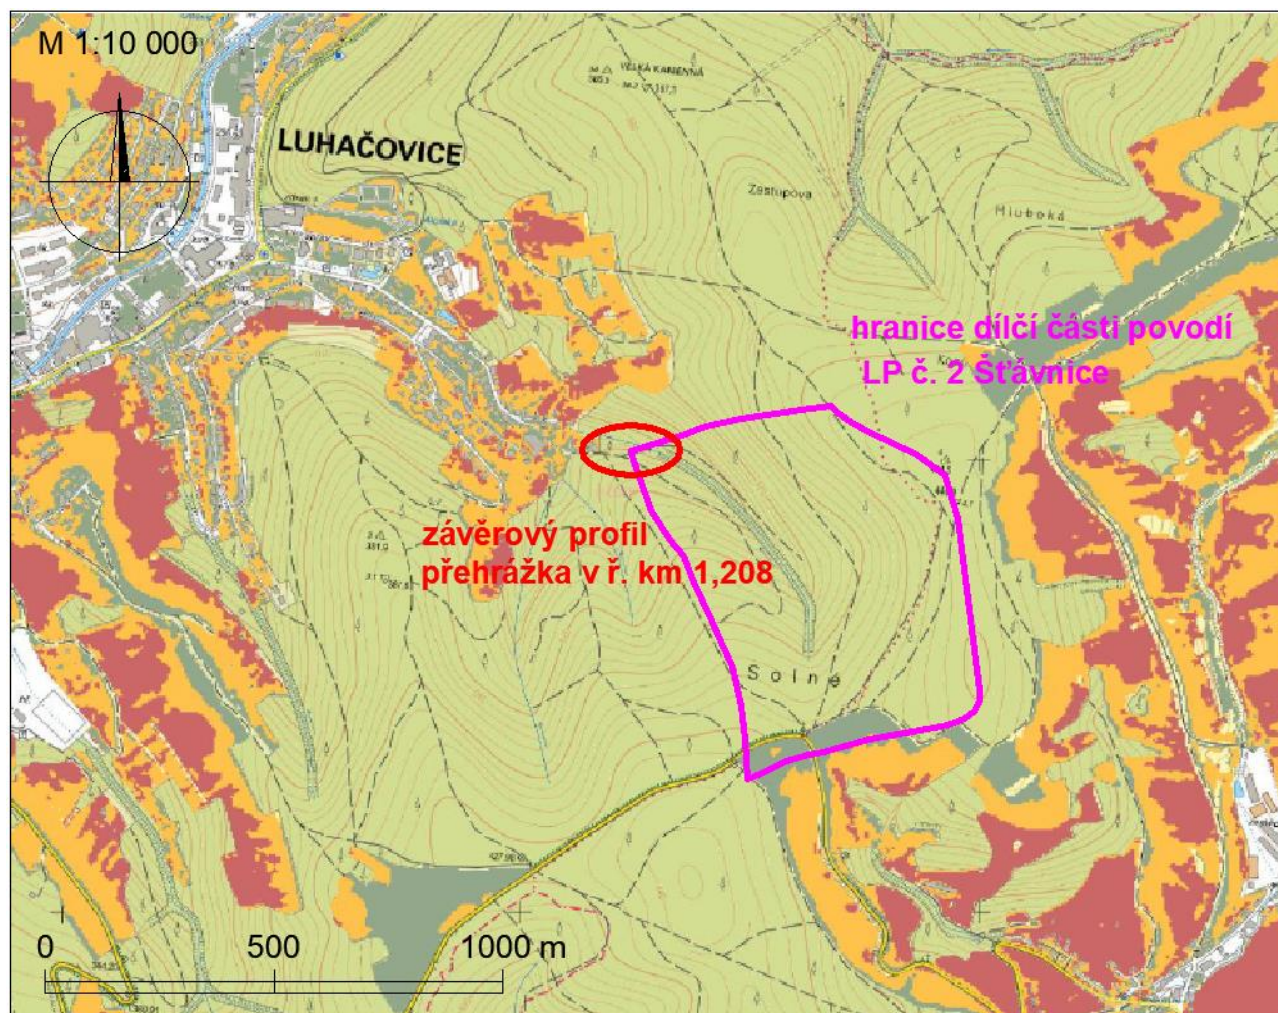 M 1:10 000
VELKÁ KAMENNÁ
LUHAČOVICE
Zastupova
Hluboká
hranice dílčí části povodí
LP č. 2 Šťávnice
závěrový profil
přehrážka v ř. km 1,208
Solné
0 500 1000 m